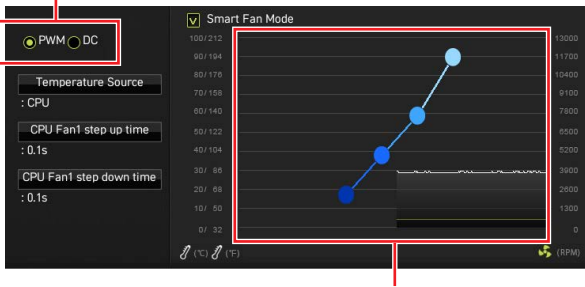 Smart Fan Mode
PWM DC
Temperature Source
: CPU
CPU Fan1 step up time
: 0.1s
CPU Fan1 step down time
: 0.1s
100/212 13000
90/194 11700
80/176 10400
70/158 9100
60/140 7800
50/122 6500
40/104 5200
30/ 86 3900
20/ 68 2600
10/ 50 1300
0/ 32 0
(℃) (℉) (RPM)